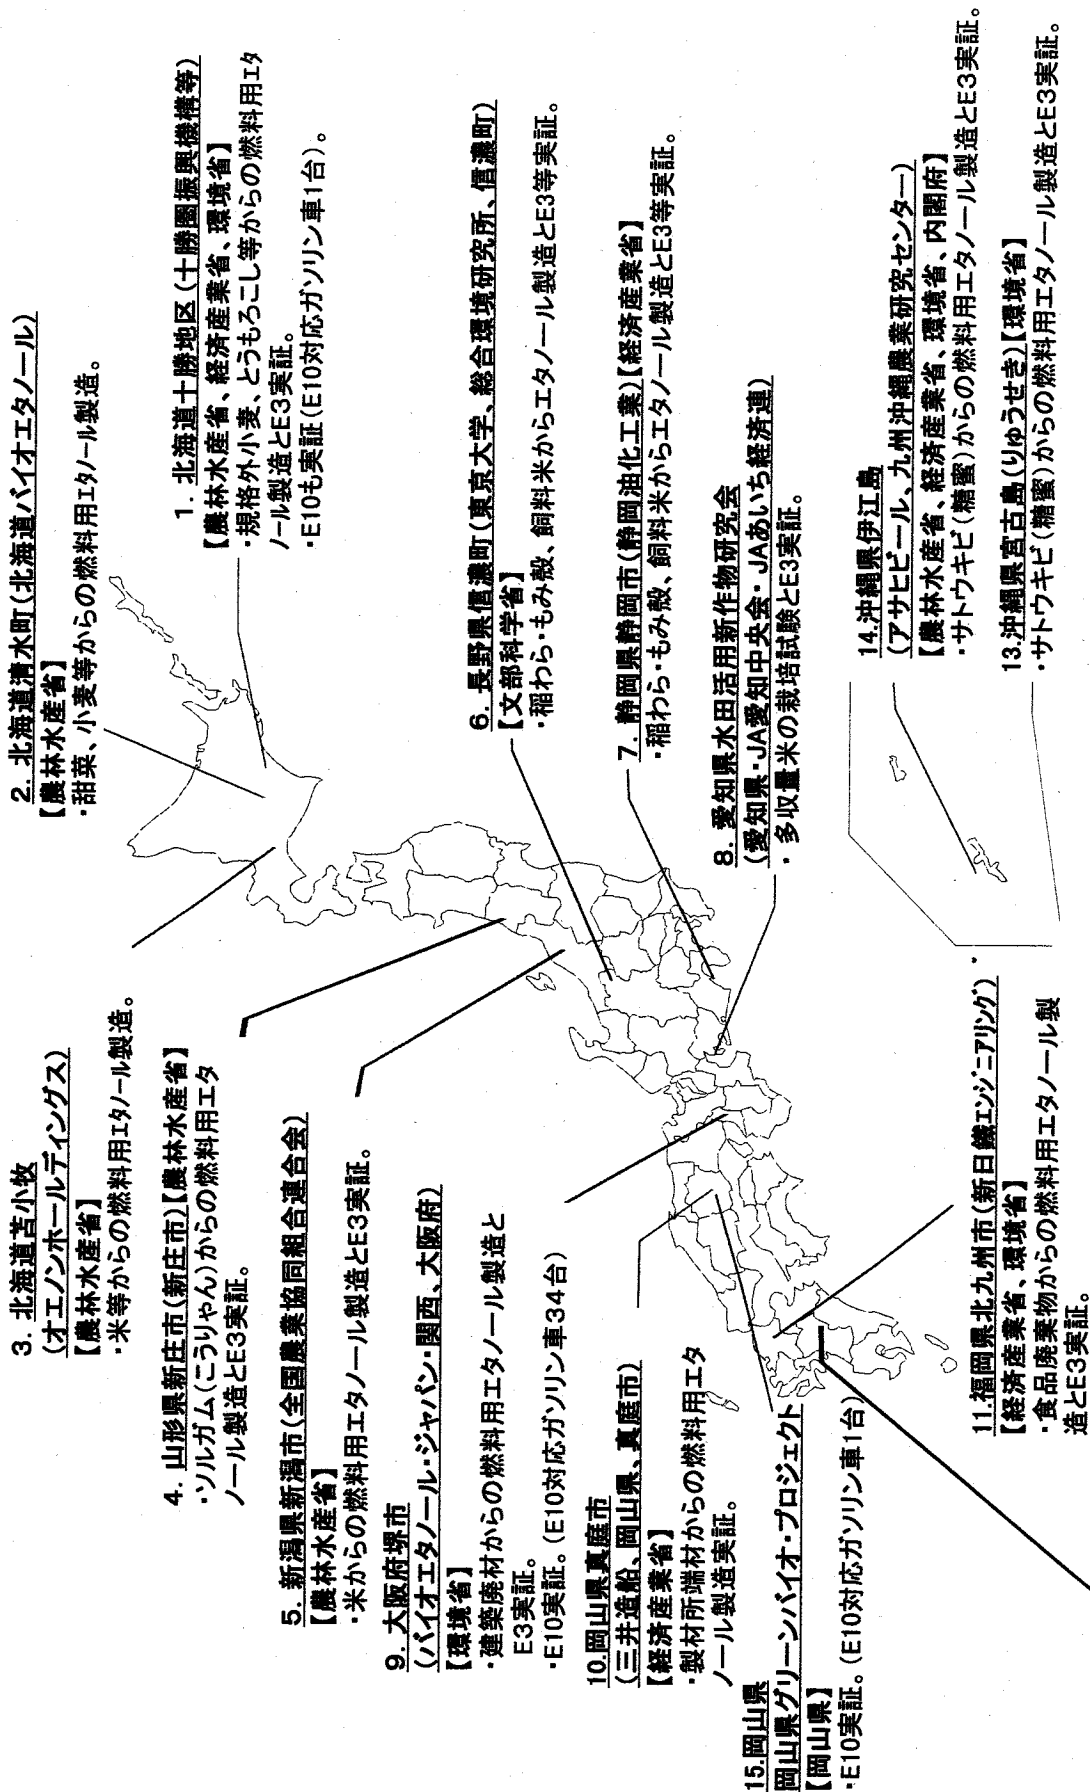 1. 北海道十勝地区(十勝圏振興機構等)
【農林水産省、経済産業省、環境省】
・規格外小麦、とうもろこし等からの燃料用エタ
ノール製造とE3実証。
・E10も実証(E10対応ガソリン車1台)。
2. 北海道清水町(北海道バイオエタノール)
【農林水産省】
・甜菜、小麦等からの燃料用エタノール製造。
3. 北海道苫小牧
(オエノンホールディングス)
【農林水産省】
・米等からの燃料用エタノール製造。
4. 山形県新庄市(新庄市)【農林水産省】
・ソルガム(こうりゃん)からの燃料用エタ
ノール製造とE3実証。
5. 新潟県新潟市(全国農業協同組合連合会)
【農林水産省】
・米からの燃料用エタノール製造とE3実証。
6. 長野県信濃町(東京大学、総合環境研究所、信濃町)
【文部科学省】
・稲わら・もみ殻、飼料米からエタノール製造とE3等実証。
7. 静岡県静岡市(静岡油化工業)【経済産業省】
・稲わら・もみ殻、飼料米からエタノール製造とE3等実証。
8. 愛知県水田活用新作物研究会
(愛知県・JA愛知中央会・JAあいち経済連)
・多収量米の栽培試験とE3実証。
9. 大阪府堺市
(バイオエタノール・ジャパン・関西、大阪府)
【環境省】
・建築廃材からの燃料用エタノール製造と
E3実証。
・E10実証。(E10対応ガソリン車34台)
10.岡山県真庭市
(三井造船、岡山県、真庭市)
【経済産業省】
・製材所端材からの燃料用エタ
ノール製造実証。
15.岡山県
岡山県グリーンバイオ・プロジェクト
【岡山県】
・E10実証。(E10対応ガソリン車1台)
11.福岡県北九州市(新日鐵エンジニアリング)
【経済産業省、環境省】
・食品廃棄物からの燃料用エタノール製
造とE3実証。
14.沖縄県伊江島
(アサヒビール、九州沖縄農業研究センター)
【農林水産省、経済産業省、環境省、内閣府】
・サトウキビ(糖蜜)からの燃料用エタノール製造とE3実証。
13.沖縄県宮古島(りゅうせき)【環境省】
・サトウキビ(糖蜜)からの燃料用エタノール製造とE3実証。